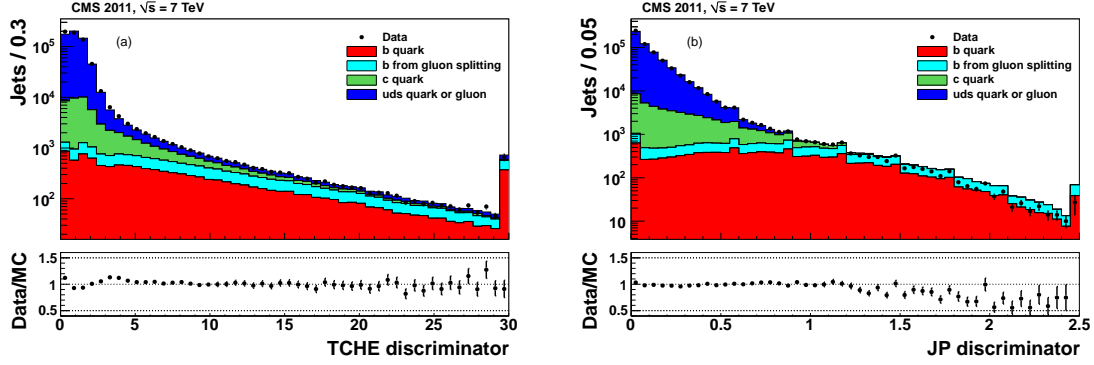 CMS 2011, √s = 7 TeV
Jets / 0.3
(a)
Data
b quark
b from gluon splitting
c quark
uds quark or gluon
10^5
10^4
10^3
10^2
Data/MC
1.5
1
0.5
0 5 10 15 20 25 30
TCHE discriminator
CMS 2011, √s = 7 TeV
Jets / 0.05
(b)
Data
b quark
b from gluon splitting
c quark
uds quark or gluon
10^5
10^4
10^3
10^2
10
Data/MC
1.5
1
0.5
0 0.5 1 1.5 2 2.5
JP discriminator